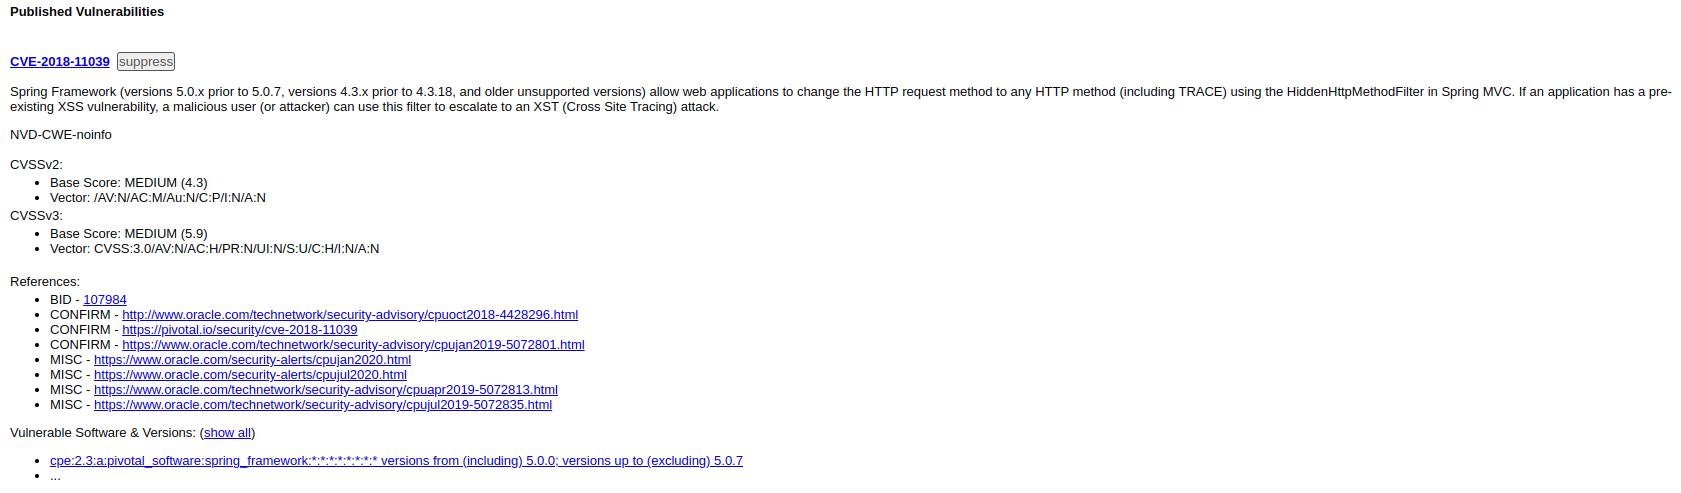 Published Vulnerabilities
CVE-2018-11039 suppress
Spring Framework (versions 5.0.x prior to 5.0.7, versions 4.3.x prior to 4.3.18, and older unsupported versions) allow web applications to change the HTTP request method to any HTTP method (including TRACE) using the HiddenHttpMethodFilter in Spring MVC. If an application has a pre-
existing XSS vulnerability, a malicious user (or attacker) can use this filter to escalate to an XST (Cross Site Tracing) attack.
NVD-CWE-noinfo
CVSSv2:
• Base Score: MEDIUM (4.3)
• Vector: /AV:N/AC:M/Au:N/C:P/I:N/A:N
CVSSv3:
• Base Score: MEDIUM (5.9)
• Vector: CVSS:3.0/AV:N/AC:H/PR:N/UI:N/S:U/C:H/I:N/A:N
References:
• BID - 107984
• CONFIRM - http://www.oracle.com/technetwork/security-advisory/cpuoct2018-4428296.html
• CONFIRM - https://pivotal.io/security/cve-2018-11039
• CONFIRM - https://www.oracle.com/technetwork/security-advisory/cpujan2019-5072801.html
• MISC - https://www.oracle.com/security-alerts/cpujan2020.html
• MISC - https://www.oracle.com/security-alerts/cpujul2020.html
• MISC - https://www.oracle.com/technetwork/security-advisory/cpuapr2019-5072813.html
• MISC - https://www.oracle.com/technetwork/security-advisory/cpujul2019-5072835.html
Vulnerable Software & Versions: (show all)
• cpe:2.3:a:pivotal_software:spring_framework:*:*:*:*:*:*:*:* versions from (including) 5.0.0; versions up to (excluding) 5.0.7
• ...